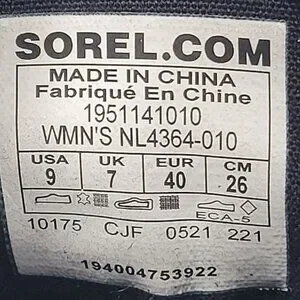 SOREL.COM
MADE IN CHINA
Fabriqué En Chine
1951141010
WMN'S NL4364-010
USA UK EUR CM
9 7 40 26
ECA-5
10175 CJF 0521 221
194004753922